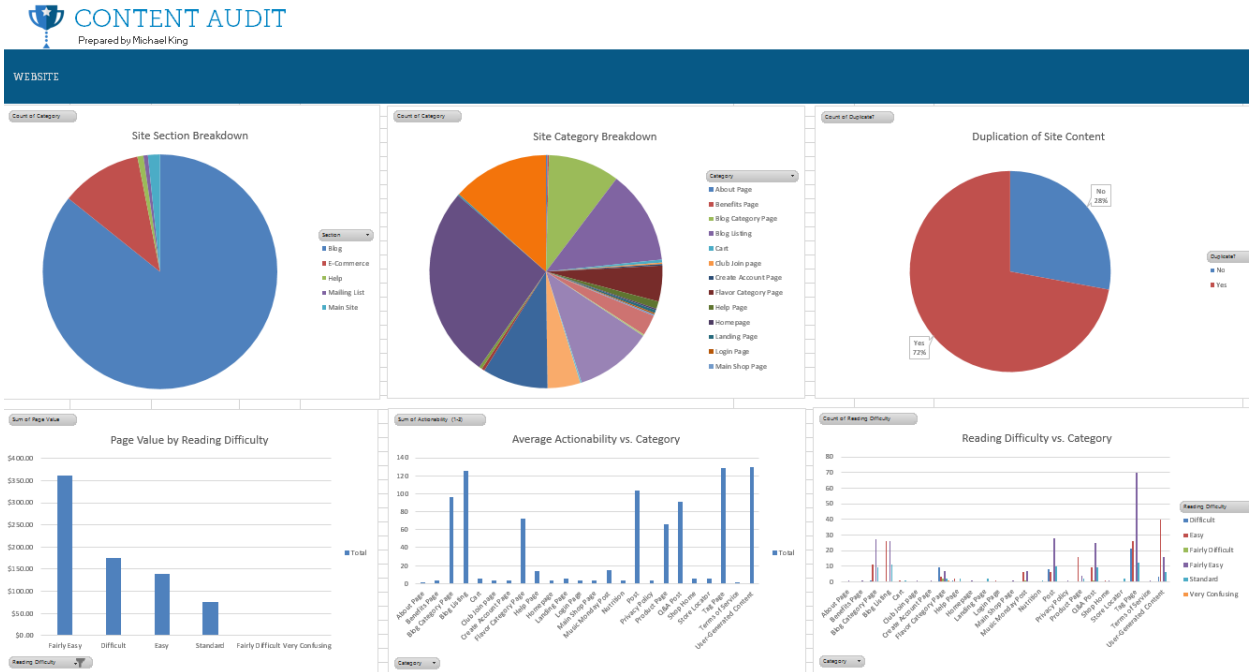 CONTENT AUDIT
Prepared by Michael King
WEBSITE
Count of Category
Site Section Breakdown
Section
Blog
E-Commerce
Help
Mailing List
Main Site
Count of Category
Site Category Breakdown
Category
About Page
Benefits Page
Blog Category Page
Blog Listing
Cart
Club Join page
Create Account Page
Flavor Category Page
Help Page
Homepage
Landing Page
Login Page
Main Shop Page
Count of Duplicate?
Duplication of Site Content
No
28%
Yes
72%
Duplicate?
No
Yes
Sum of Page Value
Page Value by Reading Difficulty
$400.00
$350.00
$300.00
$250.00
$200.00
$150.00
$100.00
$50.00
$0.00
Fairly Easy
Difficult
Easy
Standard
Fairly Difficult
Very Confusing
Total
Reading Difficulty
Sum of Actionability (1-3)
Average Actionability vs. Category
140
120
100
80
60
40
20
0
About Page
Benefits Page
Blog Category Page
Blog Listing
Cart
Club Join page
Create Account Page
Flavor Category Page
Help Page
Homepage
Landing Page
Login Page
Main Shop Page
Music Monday Post
Nutrition
Post
Privacy Policy
Product Page
Q&A Post
Shop Home
Store Locator
Tag Page
Terms of Service
User-Generated Content
Total
Category
Count of Reading Difficulty
Reading Difficulty vs. Category
80
70
60
50
40
30
20
10
0
About Page
Benefits Page
Blog Category Page
Blog Listing
Cart
Club Join page
Create Account Page
Flavor Category Page
Help Page
Homepage
Landing Page
Login Page
Main Shop Page
Music Monday Post
Nutrition
Post
Privacy Policy
Product Page
Q&A Post
Shop Home
Store Locator
Tag Page
Terms of Service
User-Generated Content
Reading Difficulty
Difficult
Easy
Fairly Difficult
Fairly Easy
Standard
Very Confusing
Category